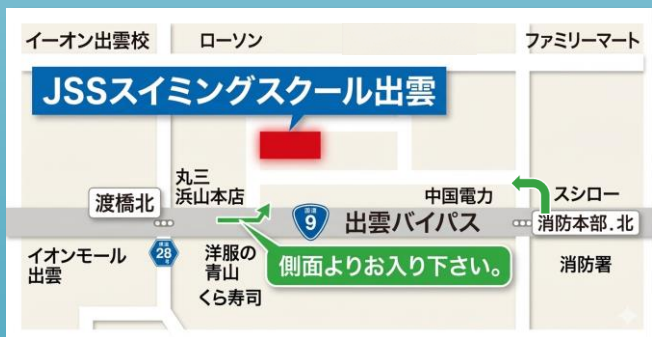 イーオン出雲校
ローソン
ファミリーマート
JSSスイミングスクール出雲
丸三
浜山本店
渡橋北
中国電力
スシロー
国道
9
出雲バイパス
消防本部.北
イオンモール
出雲
28
洋服の
青山
くら寿司
側面よりお入り下さい。
消防署